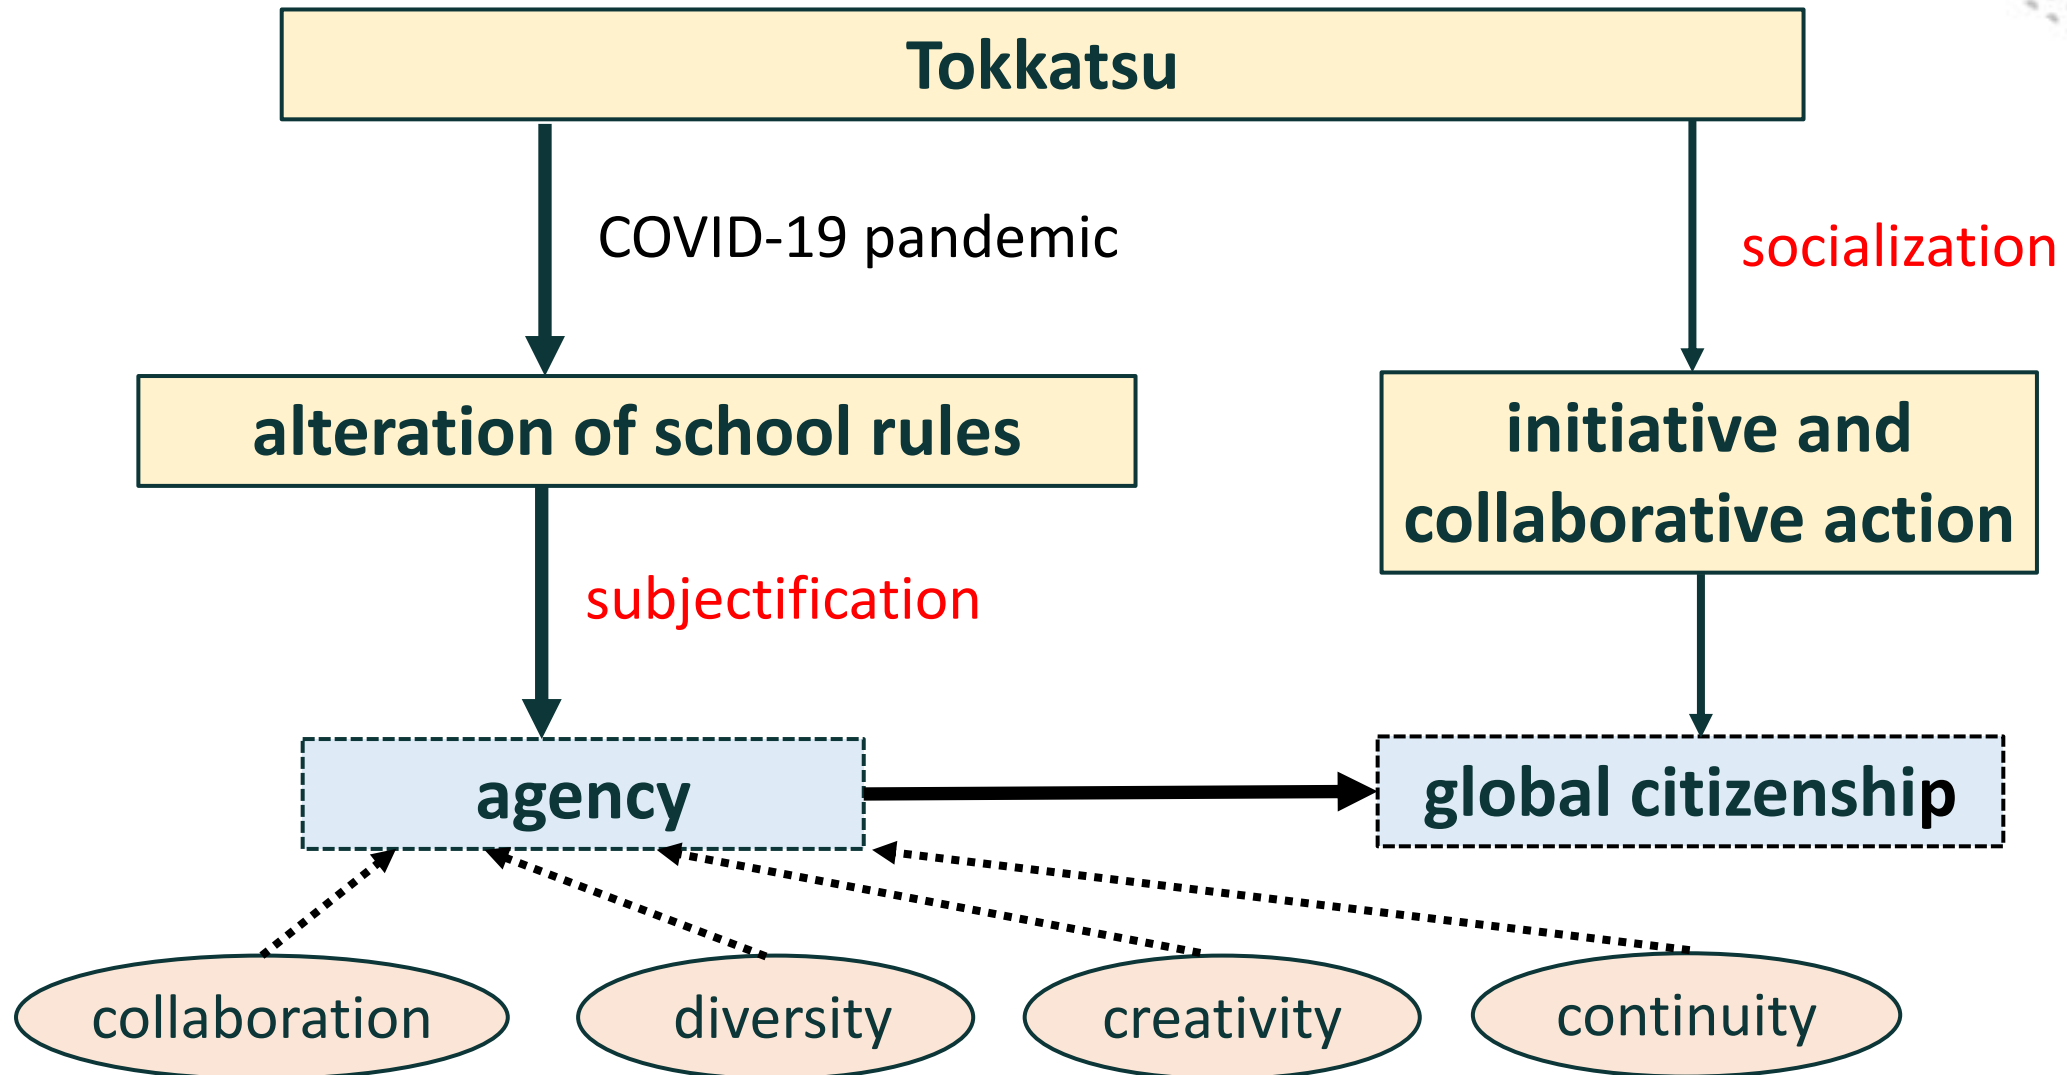 Tokkatsu
COVID-19 pandemic
socialization
alteration of school rules
initiative and
collaborative action
subjectification
agency
global citizenship
collaboration
diversity
creativity
continuity